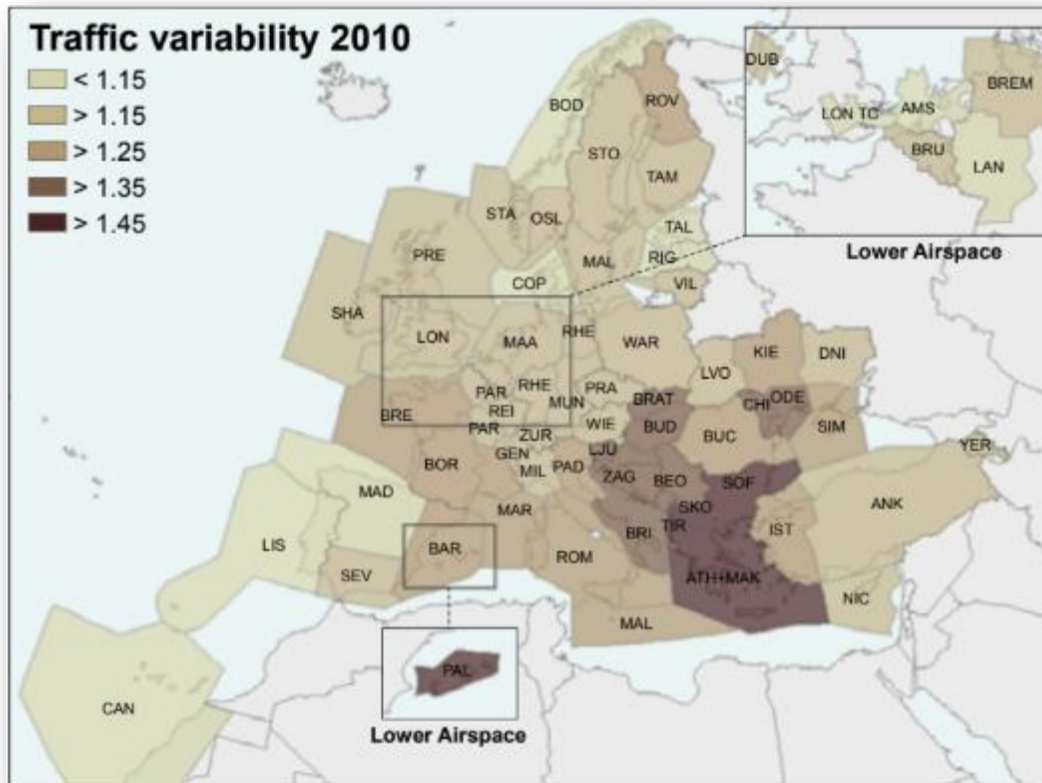 Traffic variability 2010
< 1.15
> 1.15
> 1.25
> 1.35
> 1.45
DUB
BREM
LON TC
AMS
BRU
LAN
Lower Airspace
BOD
ROV
STO
TAM
STA
OSL
TAL
PRE
MAL
RIG
COP
VIL
SHA
LON
MAA
RHE
WAR
KIE
DNI
LVO
PAR
RHE
PRA
MUN
BRAT
CHI
ODE
BRE
REI
PAR
WIE
BUD
BUC
SIM
ZUR
YER
BOR
GEN
LJU
MIL
PAD
ZAG
BEO
SOF
MAD
MAR
SKO
ANK
LIS
BAR
BRI
TIR
IST
SEV
ROM
ATH+MAK
NIC
MAL
PAL
CAN
Lower Airspace